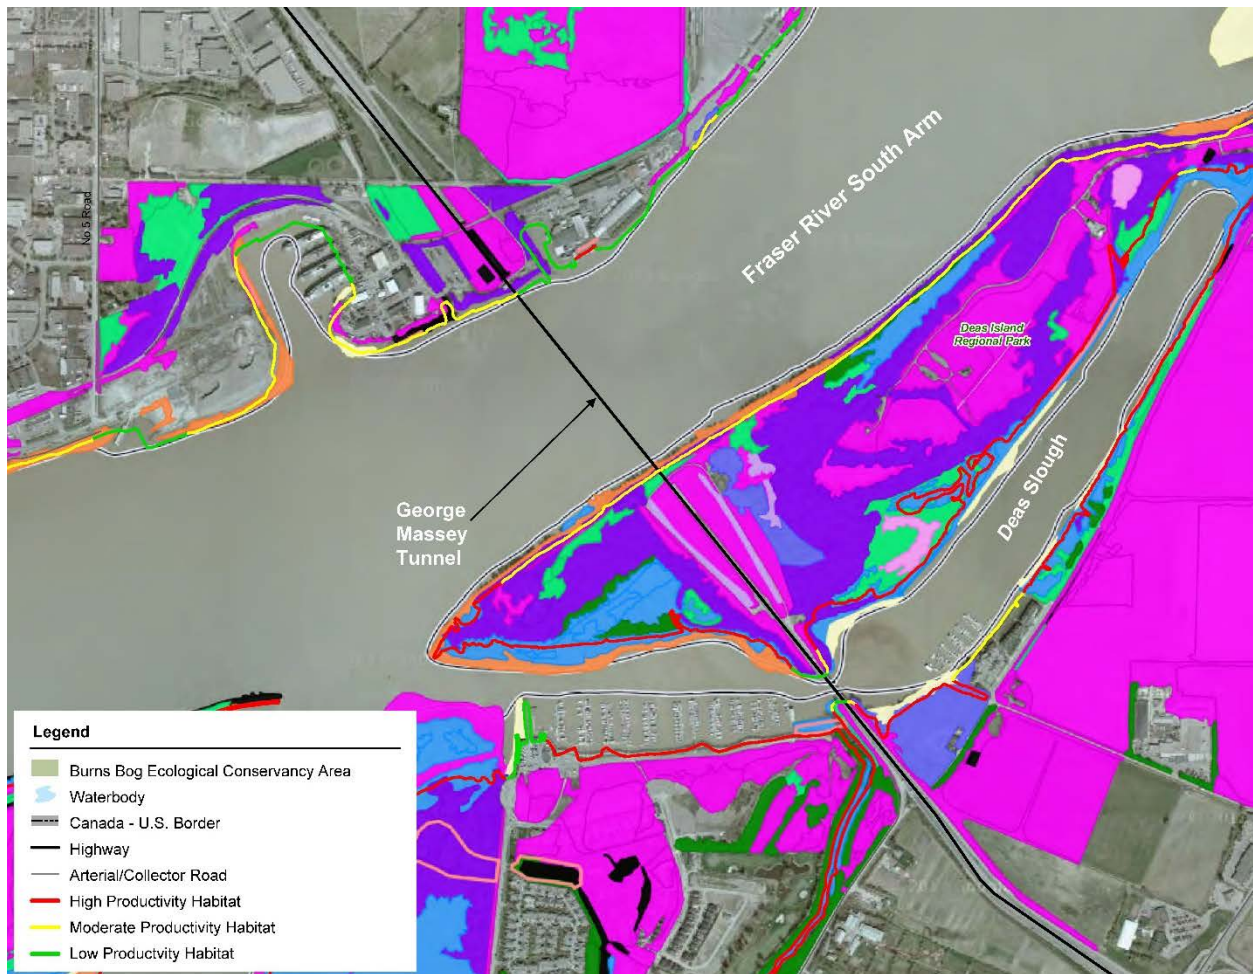 No 5 Road
Fraser River South Arm
Deas Island
Regional Park
Deas Slough
George
Massey
Tunnel
Legend
Burns Bog Ecological Conservancy Area
Waterbody
Canada - U.S. Border
Highway
Arterial/Collector Road
High Productivity Habitat
Moderate Productivity Habitat
Low Productivity Habitat